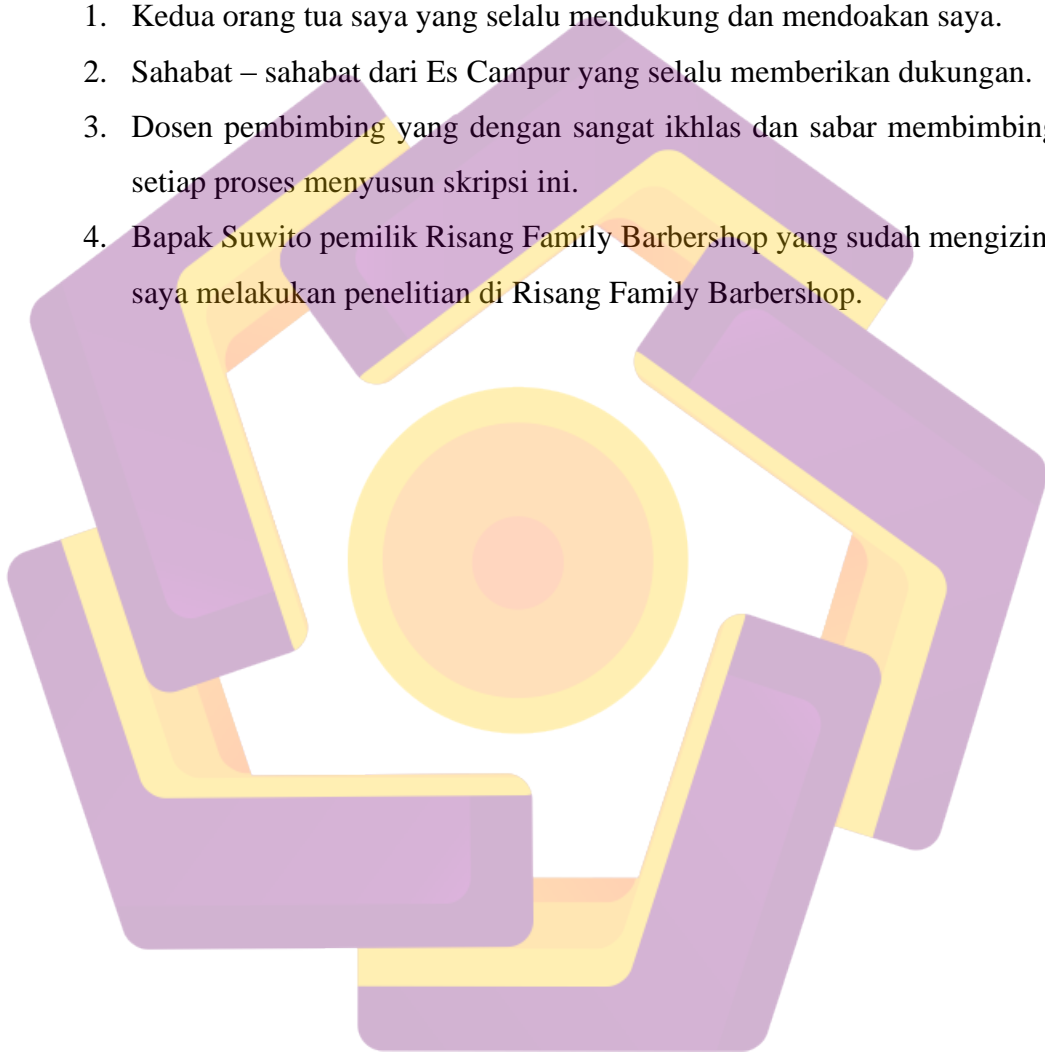 1. Kedua orang tua saya yang selalu mendukung dan mendoakan saya.
2. Sahabat – sahabat dari Es Campur yang selalu memberikan dukungan.
3. Dosen pembimbing yang dengan sangat ikhlas dan sabar membimbing
setiap proses menyusun skripsi ini.
4. Bapak Suwito pemilik Risang Family Barbershop yang sudah mengizin
saya melakukan penelitian di Risang Family Barbershop.